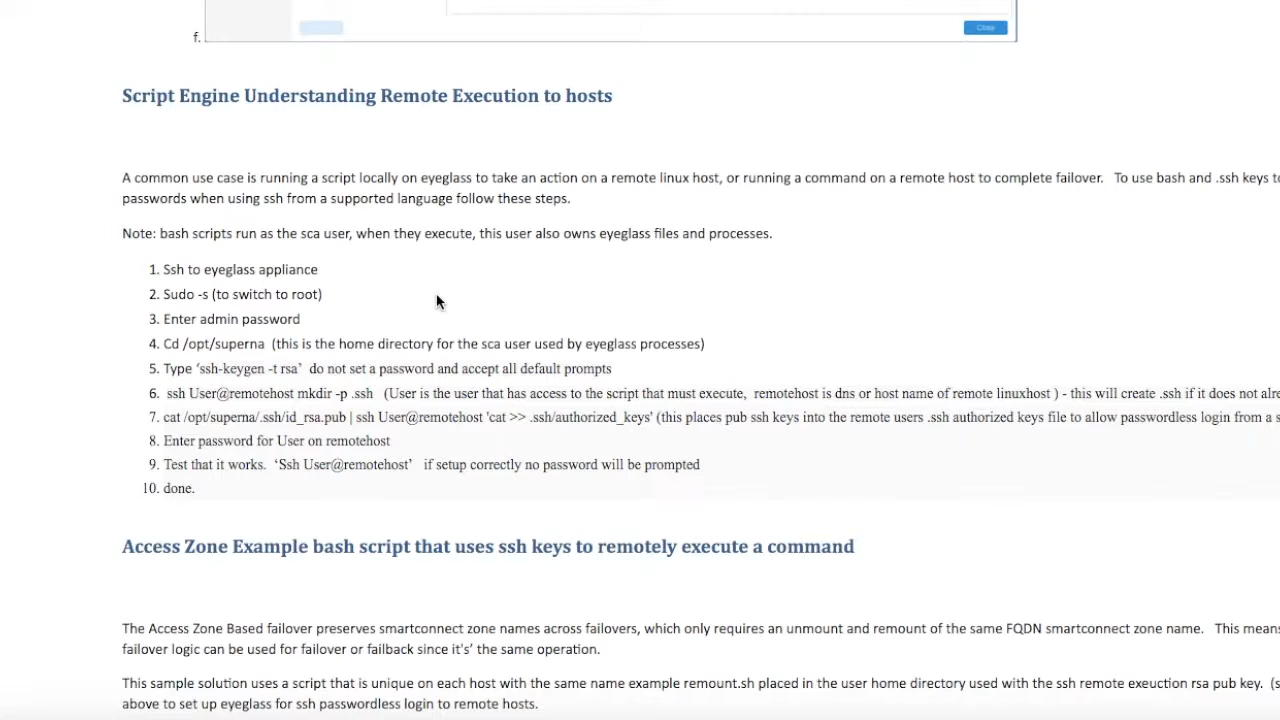 Close
f.
Script Engine Understanding Remote Execution to hosts
A common use case is running a script locally on eyeglass to take an action on a remote linux host, or running a command on a remote host to complete failover.   To use bash and .ssh keys to
passwords when using ssh from a supported language follow these steps.
Note: bash scripts run as the sca user, when they execute, this user also owns eyeglass files and processes.
1. Ssh to eyeglass appliance
2. Sudo -s (to switch to root)
3. Enter admin password
4. Cd /opt/superna  (this is the home directory for the sca user used by eyeglass processes)
5. Type ‘ssh-keygen -t rsa’  do not set a password and accept all default prompts
6.  ssh User@remotehost mkdir -p .ssh   (User is the user that has access to the script that must execute,  remotehost is dns or host name of remote linuxhost ) - this will create .ssh if it does not alre
7. cat /opt/superna/.ssh/id_rsa.pub | ssh User@remotehost 'cat >> .ssh/authorized_keys' (this places pub ssh keys into the remote users .ssh authorized keys file to allow passwordless login from a s
8. Enter password for User on remotehost
9. Test that it works.  ‘Ssh User@remotehost’   if setup correctly no password will be prompted
10. done.
Access Zone Example bash script that uses ssh keys to remotely execute a command
The Access Zone Based failover preserves smartconnect zone names across failovers, which only requires an unmount and remount of the same FQDN smartconnect zone name.   This means
failover logic can be used for failover or failback since it's’ the same operation.
This sample solution uses a script that is unique on each host with the same name example remount.sh placed in the user home directory used with the ssh remote exeuction rsa pub key.  (s
above to set up eyeglass for ssh passwordless login to remote hosts.